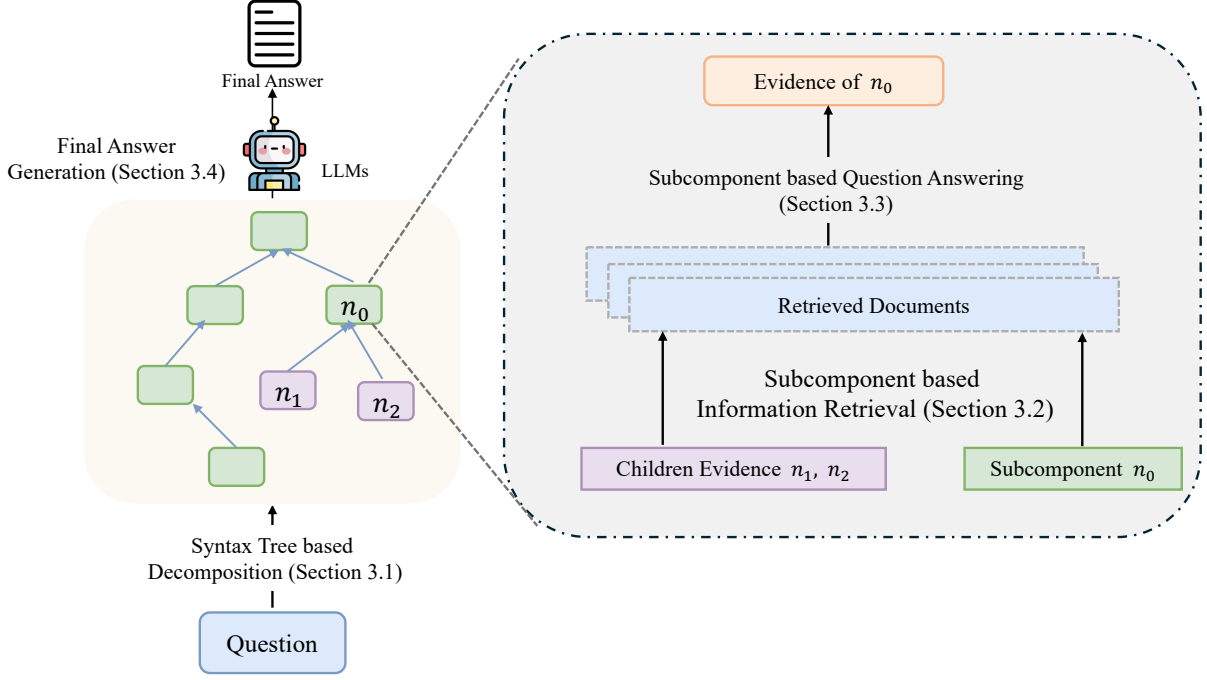 Final Answer
Final Answer
Generation (Section 3.4)
LLMs
n₀
n₁
n₂
Syntax Tree based
Decomposition (Section 3.1)
Question
Evidence of n₀
Subcomponent based Question Answering
(Section 3.3)
Retrieved Documents
Subcomponent based
Information Retrieval (Section 3.2)
Children Evidence n₁, n₂
Subcomponent n₀